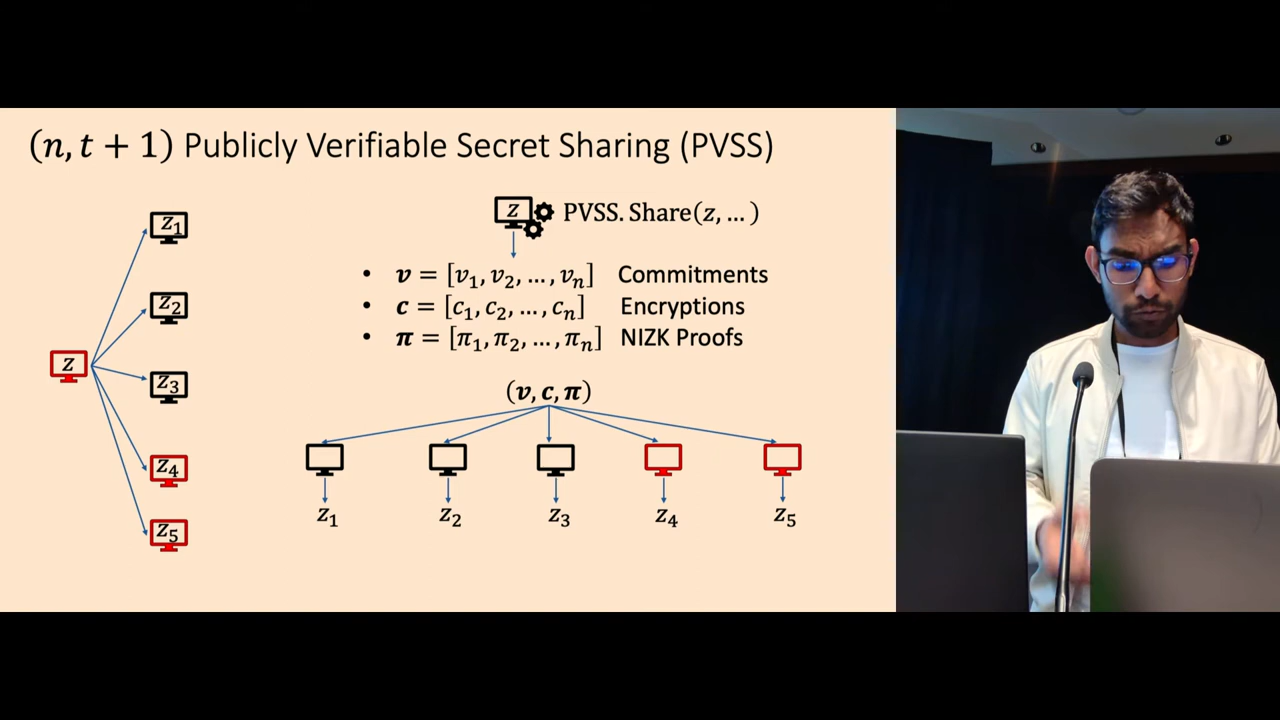 (n, t + 1) Publicly Verifiable Secret Sharing (PVSS)
z
z₁
z₂
z₃
z₄
z₅
z PVSS. Share(z, … )
• v = [v₁, v₂, … , vₙ] Commitments
• c = [c₁, c₂, … , cₙ] Encryptions
• π = [π₁, π₂, … , πₙ] NIZK Proofs
(v, c, π)
z₁ z₂ z₃ z₄ z₅